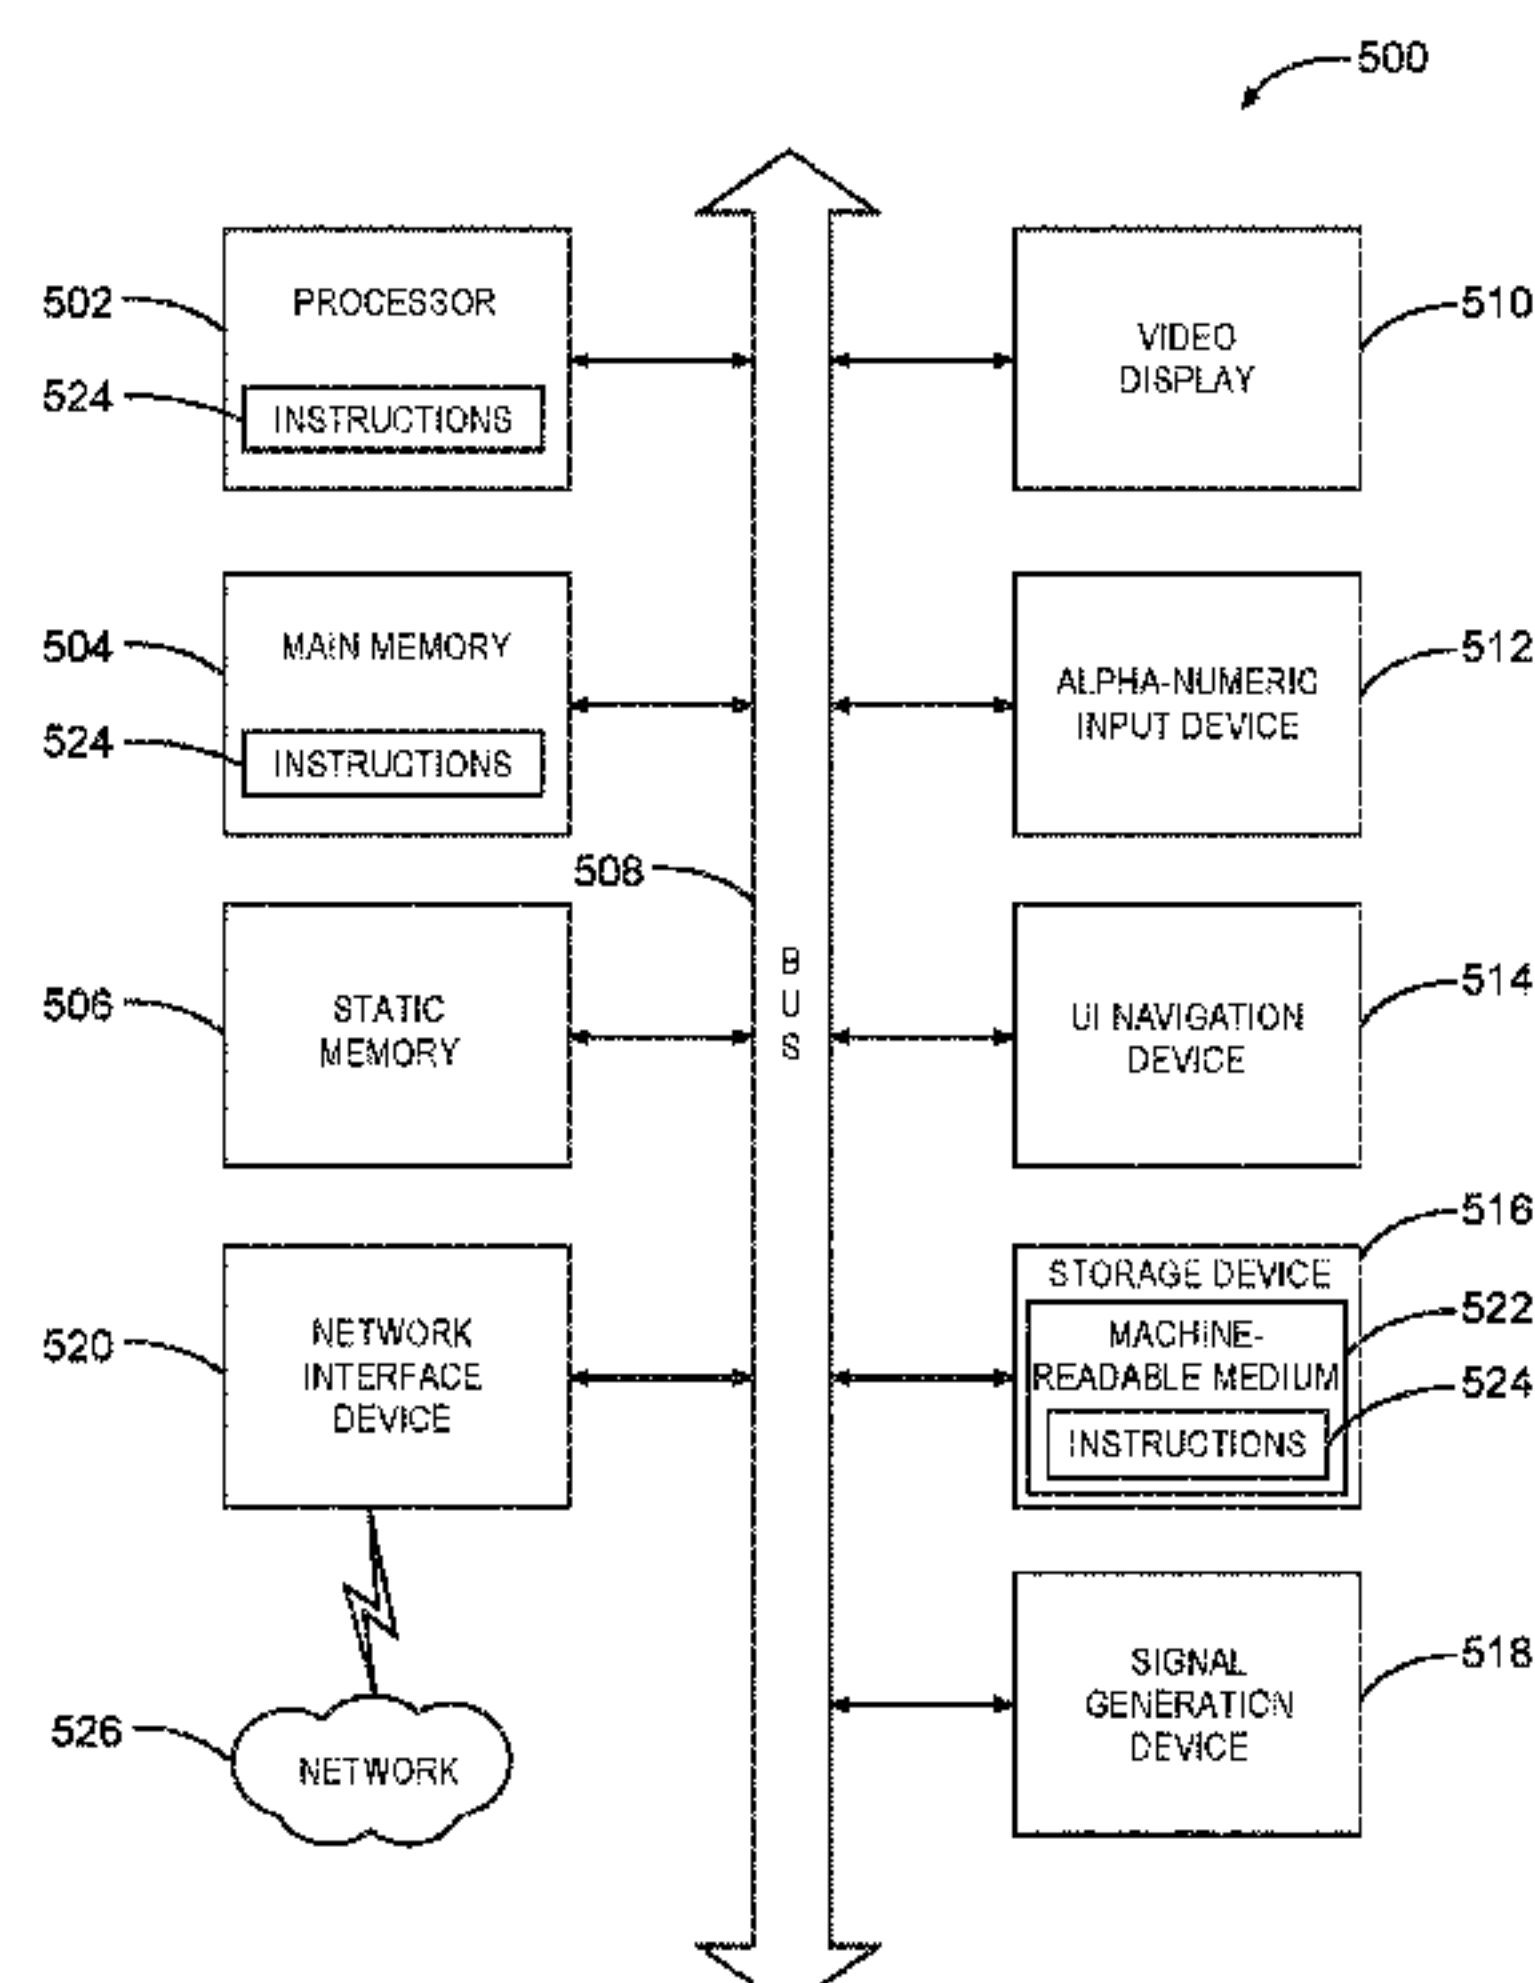 500
502
PROCESSOR
524
INSTRUCTIONS
504
MAIN MEMORY
524
INSTRUCTIONS
506
STATIC
MEMORY
520
NETWORK
INTERFACE
DEVICE
526
NETWORK
508
B
U
S
510
VIDEO
DISPLAY
512
ALPHA-NUMERIC
INPUT DEVICE
514
UI NAVIGATION
DEVICE
516
STORAGE DEVICE
522
MACHINE-
READABLE MEDIUM
524
INSTRUCTIONS
518
SIGNAL
GENERATION
DEVICE